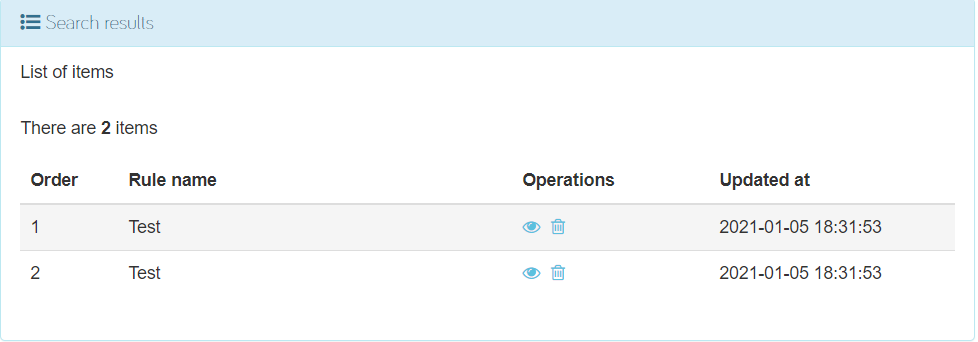 Search results
List of items
There are 2 items
Order Rule name Operations Updated at
1 Test 2021-01-05 18:31:53
2 Test 2021-01-05 18:31:53